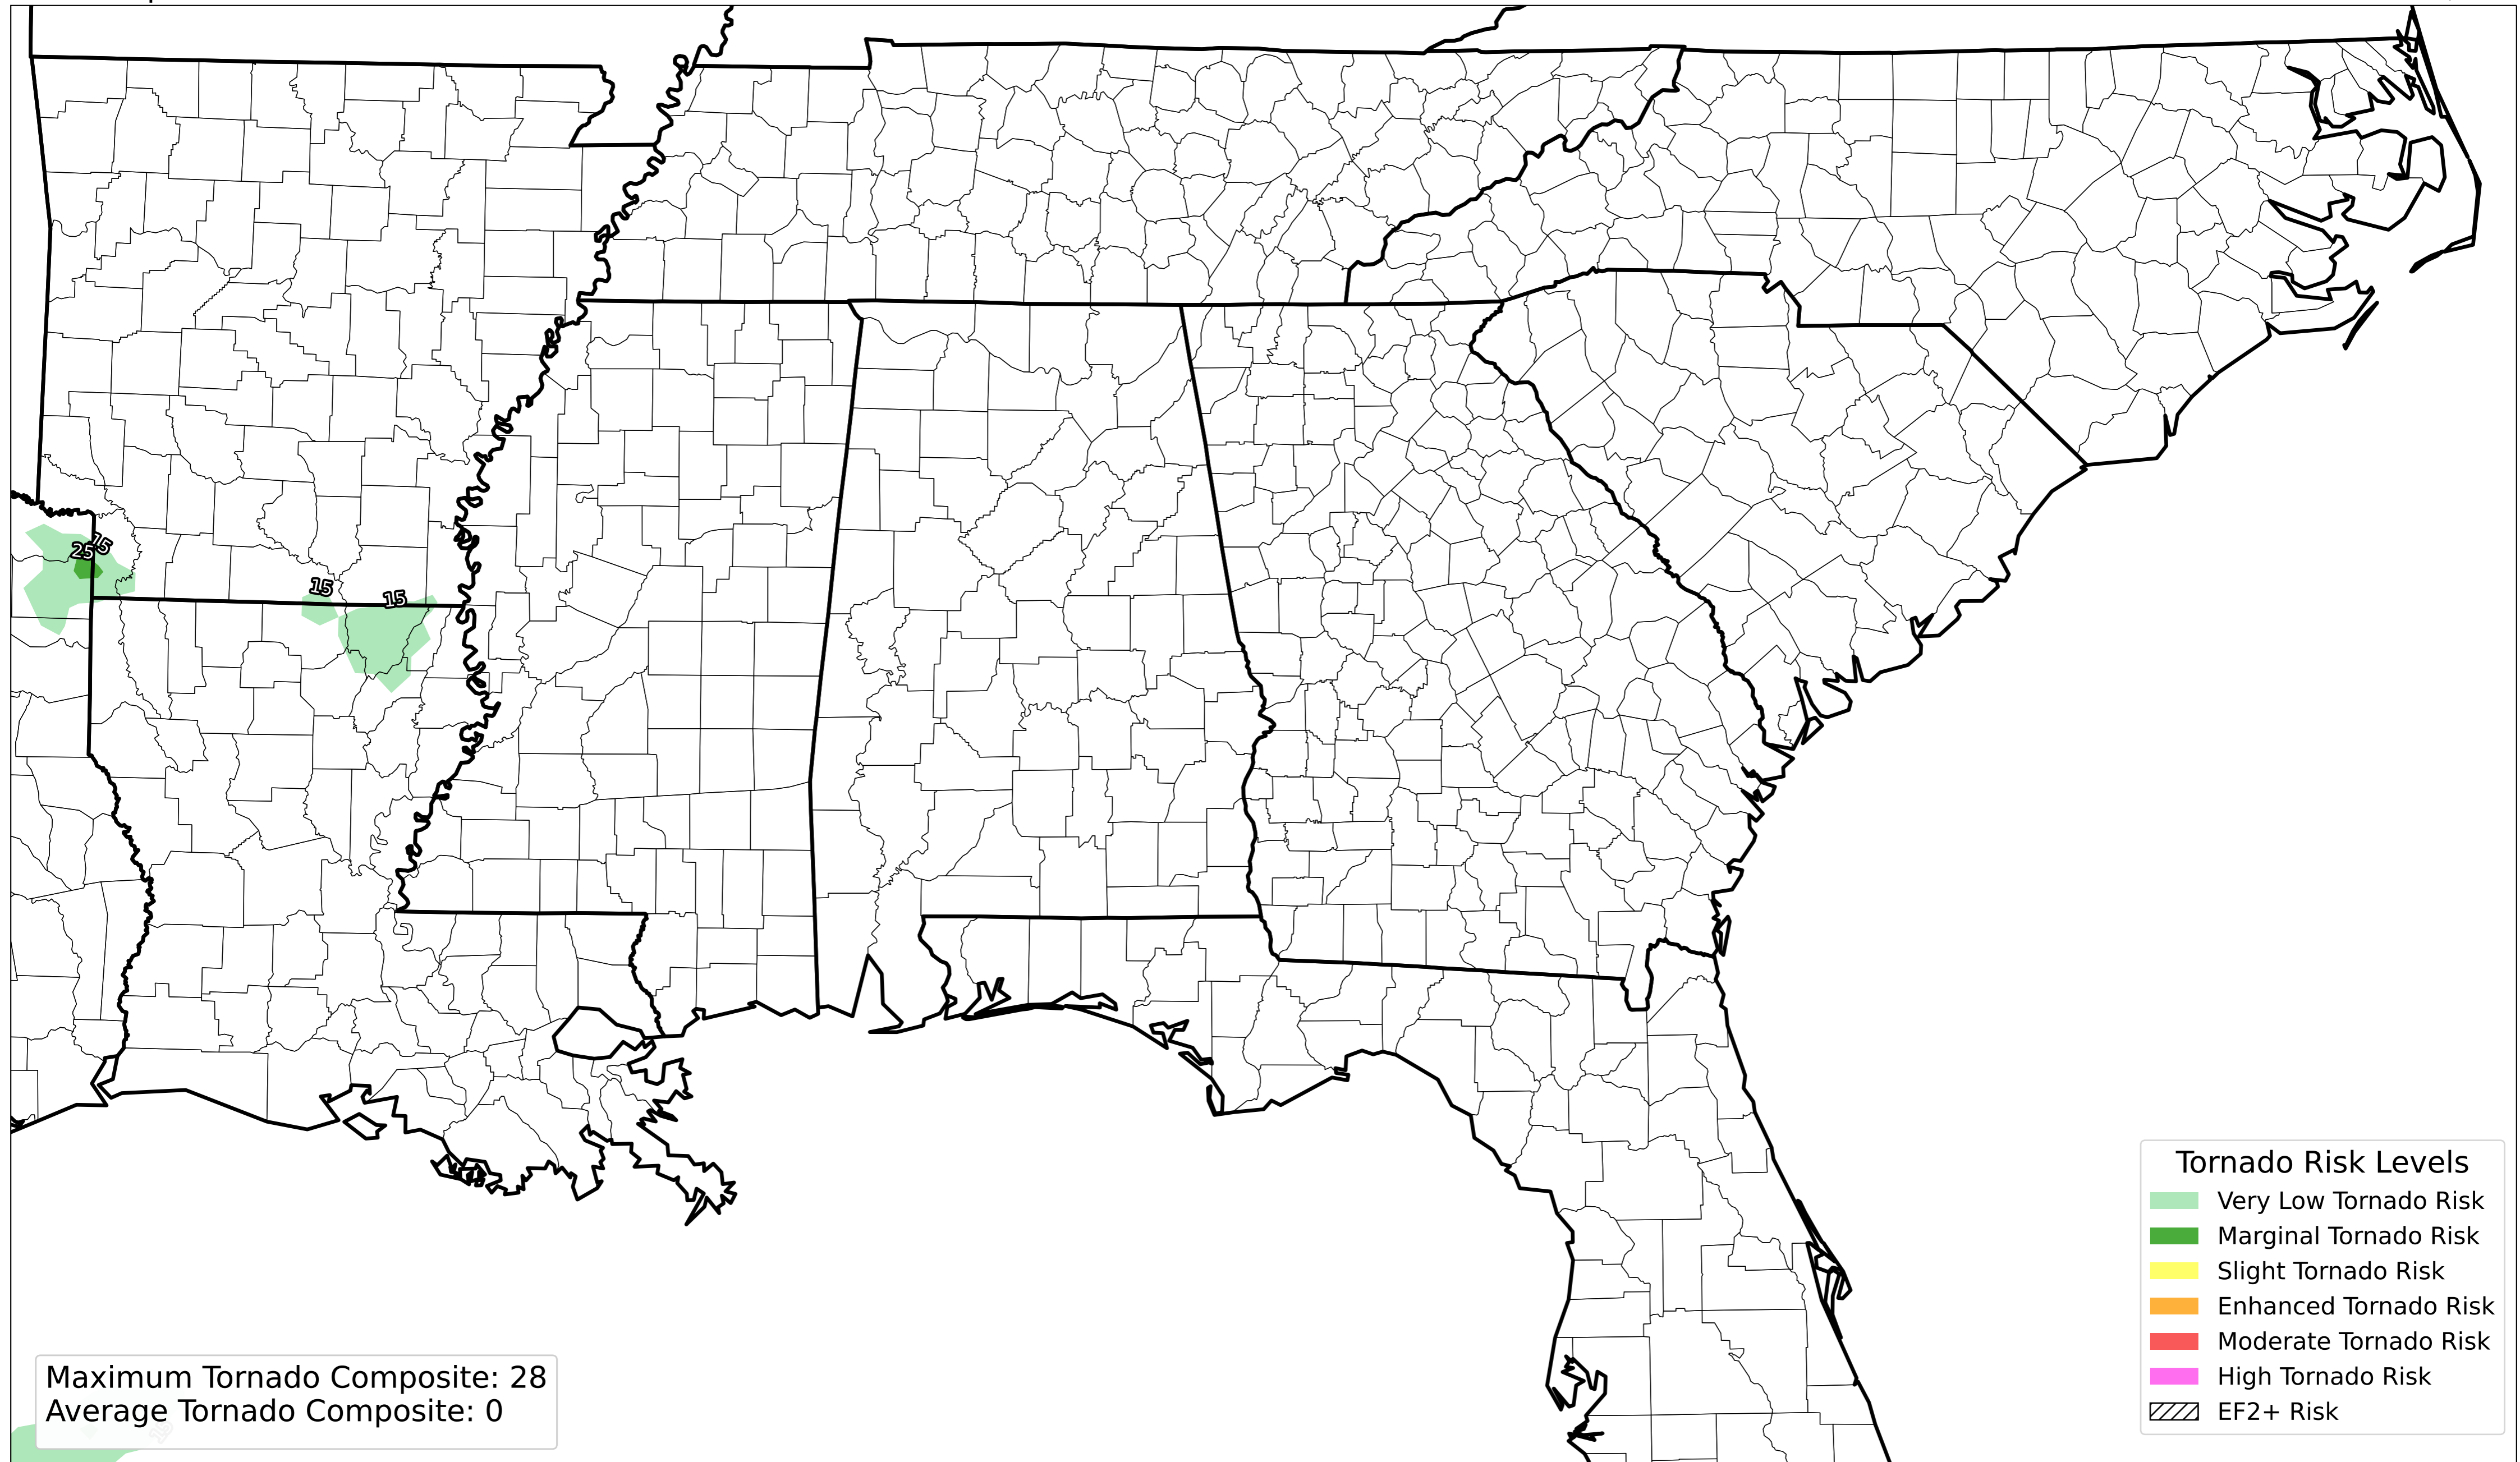 25
15
15
15
Tornado Risk Levels
Very Low Tornado Risk
Marginal Tornado Risk
Slight Tornado Risk
Enhanced Tornado Risk
Moderate Tornado Risk
High Tornado Risk
EF2+ Risk
Maximum Tornado Composite: 28
Average Tornado Composite: 0